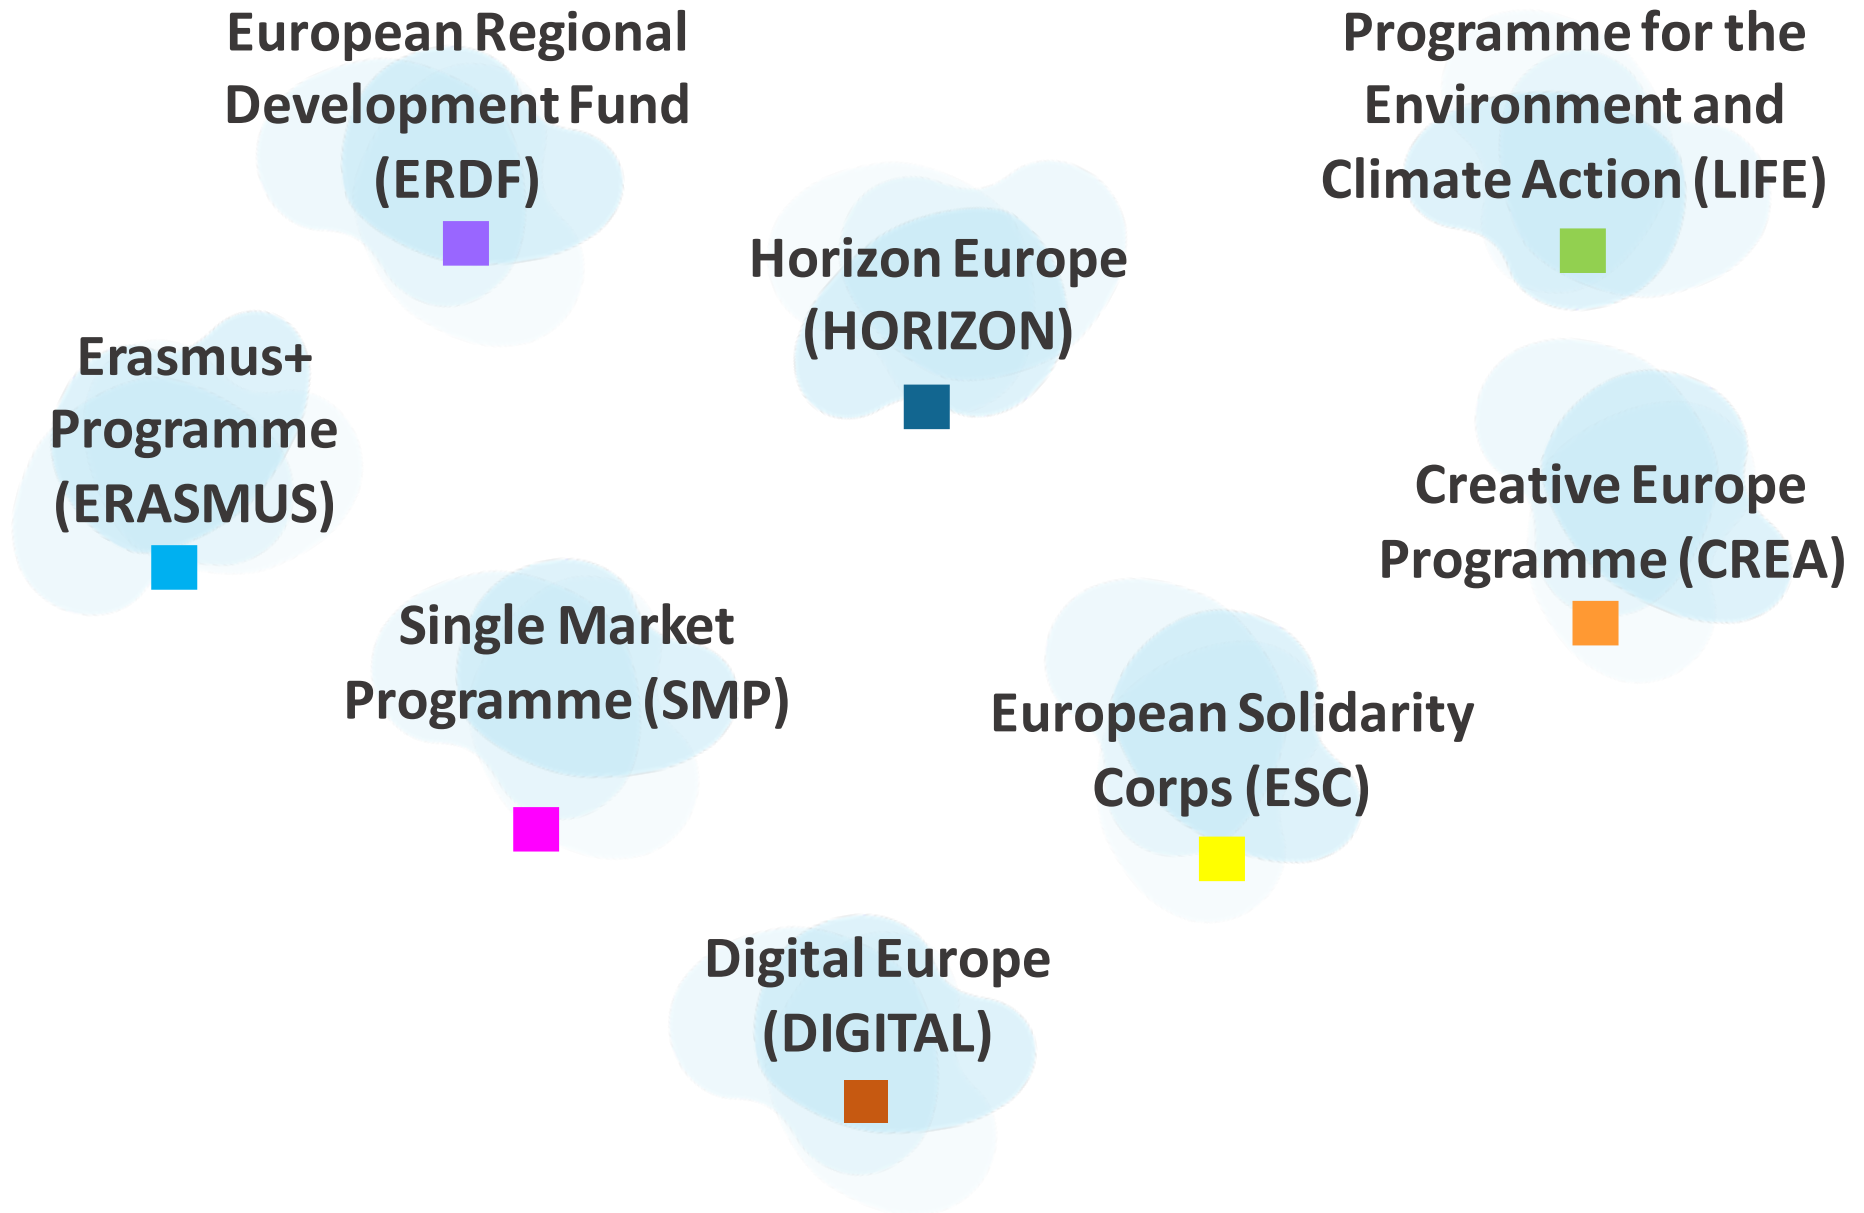 European Regional
Development Fund
(ERDF)
Programme for the
Environment and
Climate Action (LIFE)
Horizon Europe
(HORIZON)
Erasmus+
Programme
(ERASMUS)
Creative Europe
Programme (CREA)
Single Market
Programme (SMP)
European Solidarity
Corps (ESC)
Digital Europe
(DIGITAL)